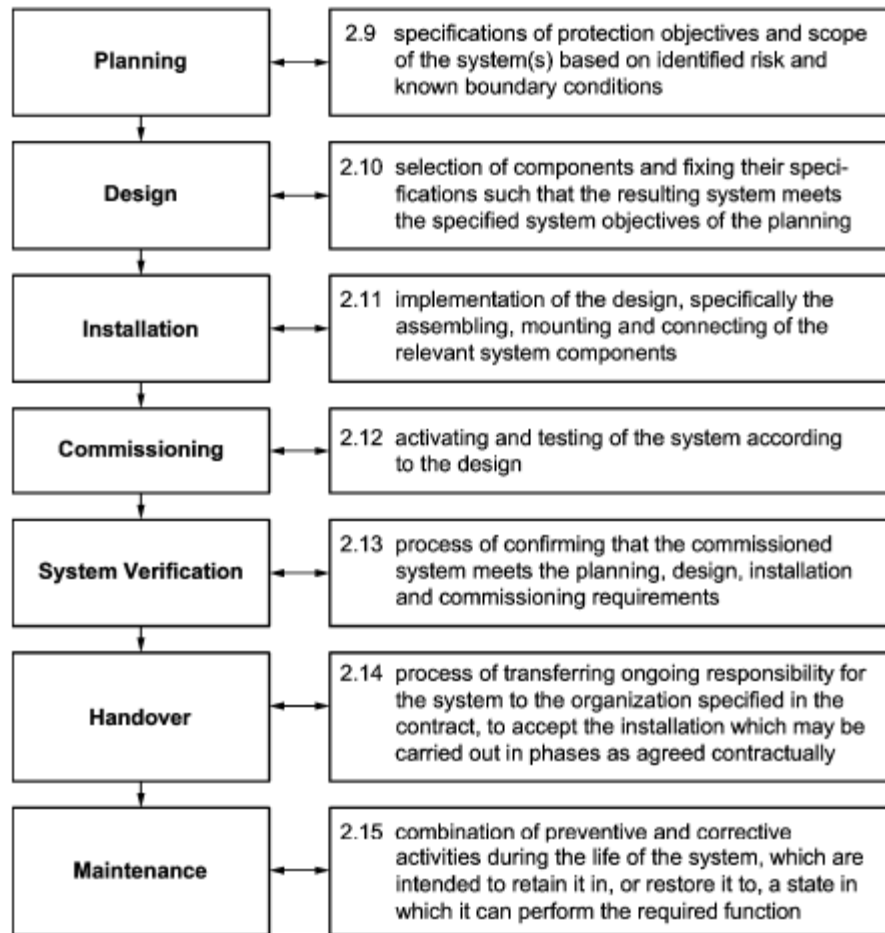 Planning
2.9 specifications of protection objectives and scope
of the system(s) based on identified risk and
known boundary conditions
Design
2.10 selection of components and fixing their speci-
fications such that the resulting system meets
the specified system objectives of the planning
Installation
2.11 implementation of the design, specifically the
assembling, mounting and connecting of the
relevant system components
Commissioning
2.12 activating and testing of the system according
to the design
System Verification
2.13 process of confirming that the commissioned
system meets the planning, design, installation
and commissioning requirements
Handover
2.14 process of transferring ongoing responsibility for
the system to the organization specified in the
contract, to accept the installation which may be
carried out in phases as agreed contractually
Maintenance
2.15 combination of preventive and corrective
activities during the life of the system, which are
intended to retain it in, or restore it to, a state in
which it can perform the required function